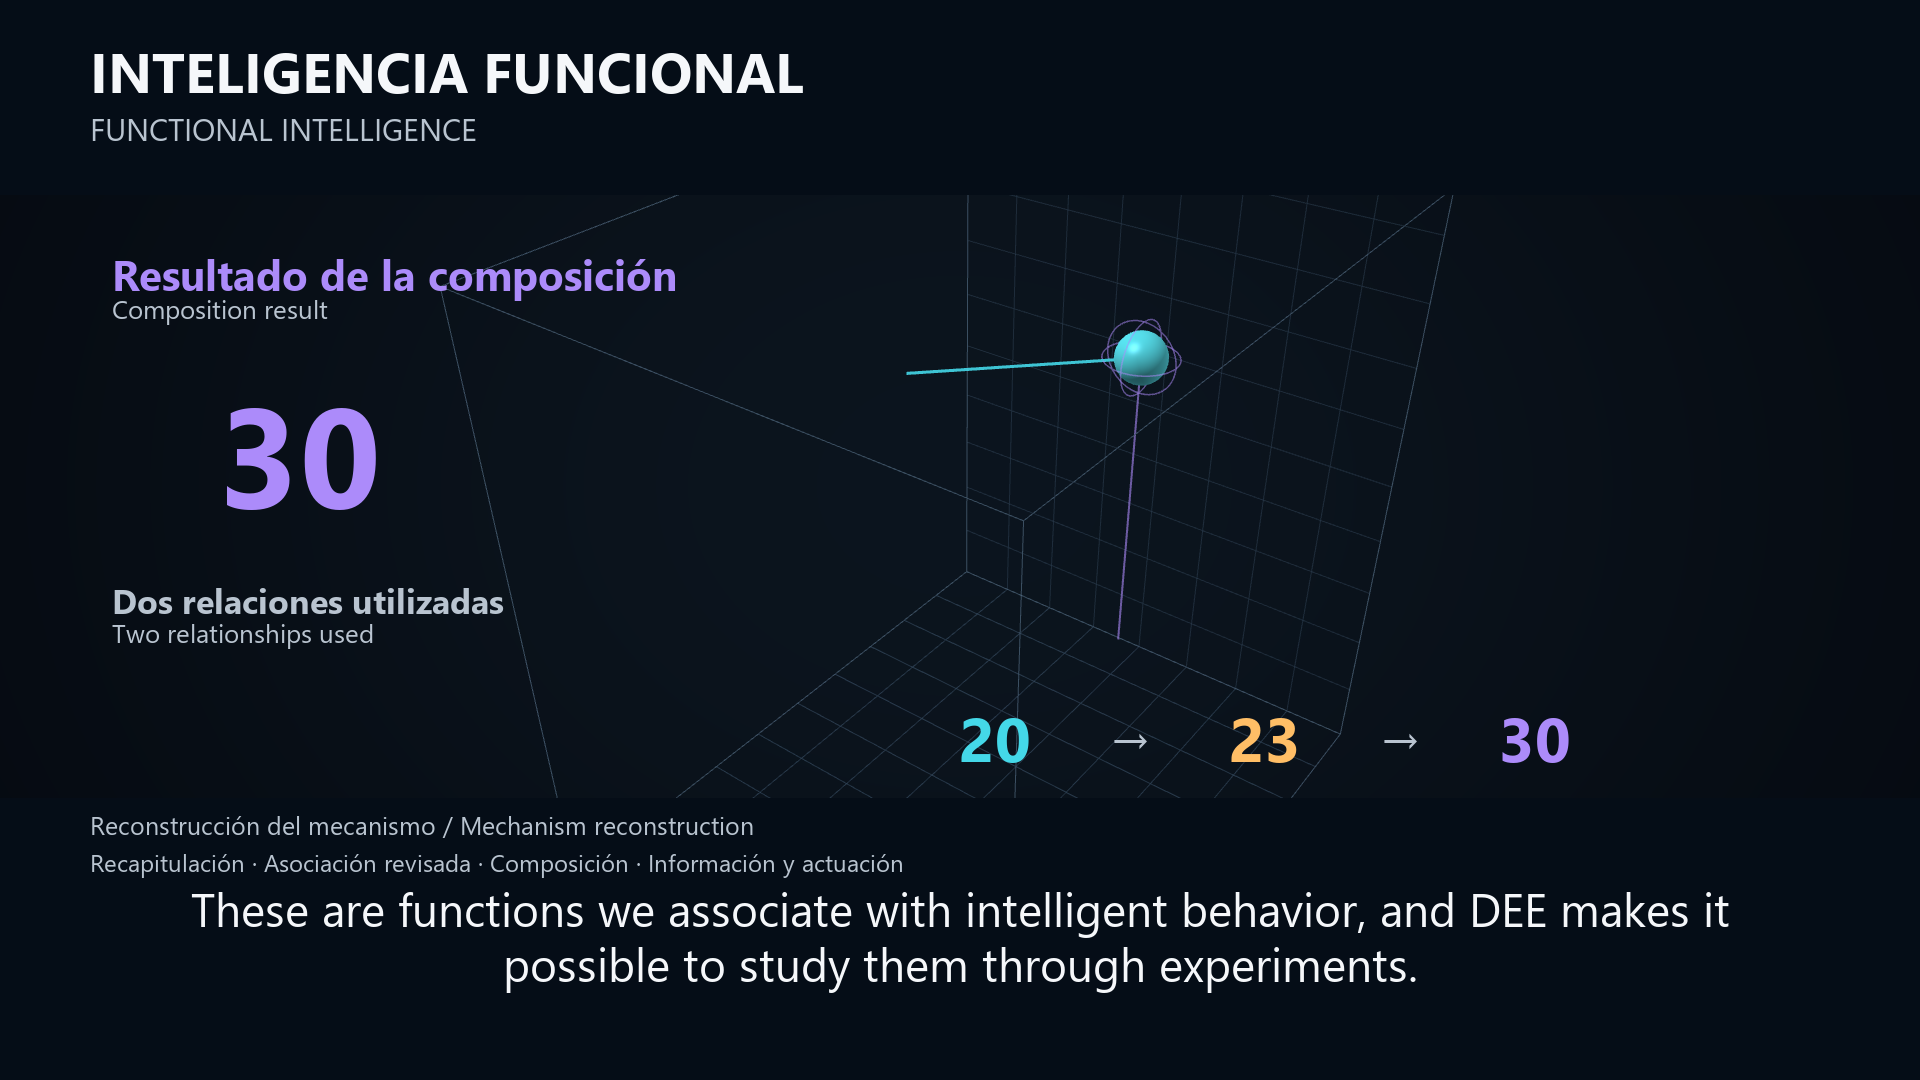 INTELIGENCIA FUNCIONAL
FUNCTIONAL INTELLIGENCE
Resultado de la composición
Composition result
30
Dos relaciones utilizadas
Two relationships used
20 → 23 → 30
Reconstrucción del mecanismo / Mechanism reconstruction
Recapitulación · Asociación revisada · Composición · Información y actuación
These are functions we associate with intelligent behavior, and DEE makes it
possible to study them through experiments.